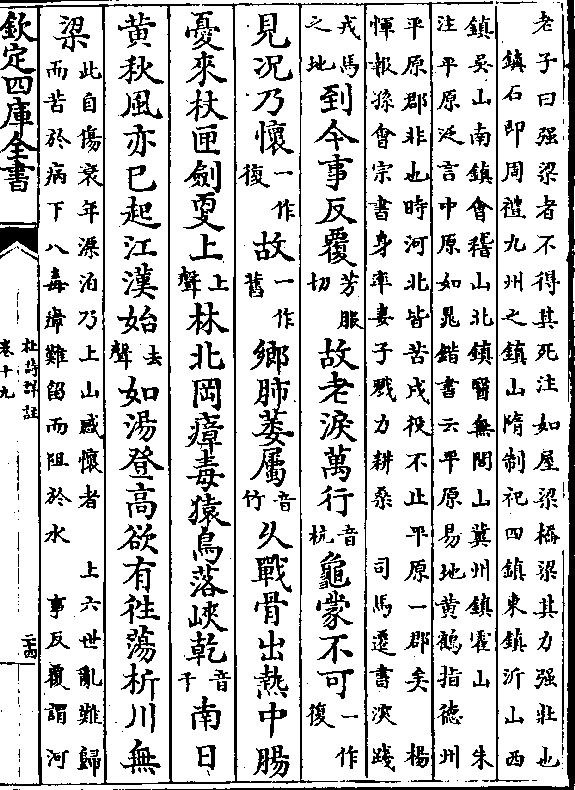 老子曰强梁者不得其死注如屋梁橋梁其力强壯也
鎮石即周禮九州之鎮山隋制祀四鎮東鎮沂山西
鎮吳山南鎮會稽山北鎮醫無閭山冀州鎮霍山 朱
注平原泛言中原如晁錯書云平原易地黄鶴指德州
平原郡非也時河北皆苦戍役不止平原一郡矣 楊
惲報孫會宗書身率妻子戮力耕桑 司馬遷書涉踐
戎馬之地到今事反覆芳服切故老淚萬行音杭龜蒙不可一作復
見况乃懷一作復故一作舊鄉肺萎屬音竹久戰骨出熱中腸
憂來杖匣劍更上上聲林北岡瘴毒猿鳥落峽乾音干南日
黄秋風亦已起江漢始去聲如湯登高欲有往蕩析川無
梁此自傷衰年漂泊乃上山感懷者 上六世亂難歸
而苦於病下八毒瘴難留而阻於水 事反覆謂河
欽定四庫全書
杜詩詳註
卷十九
二十四